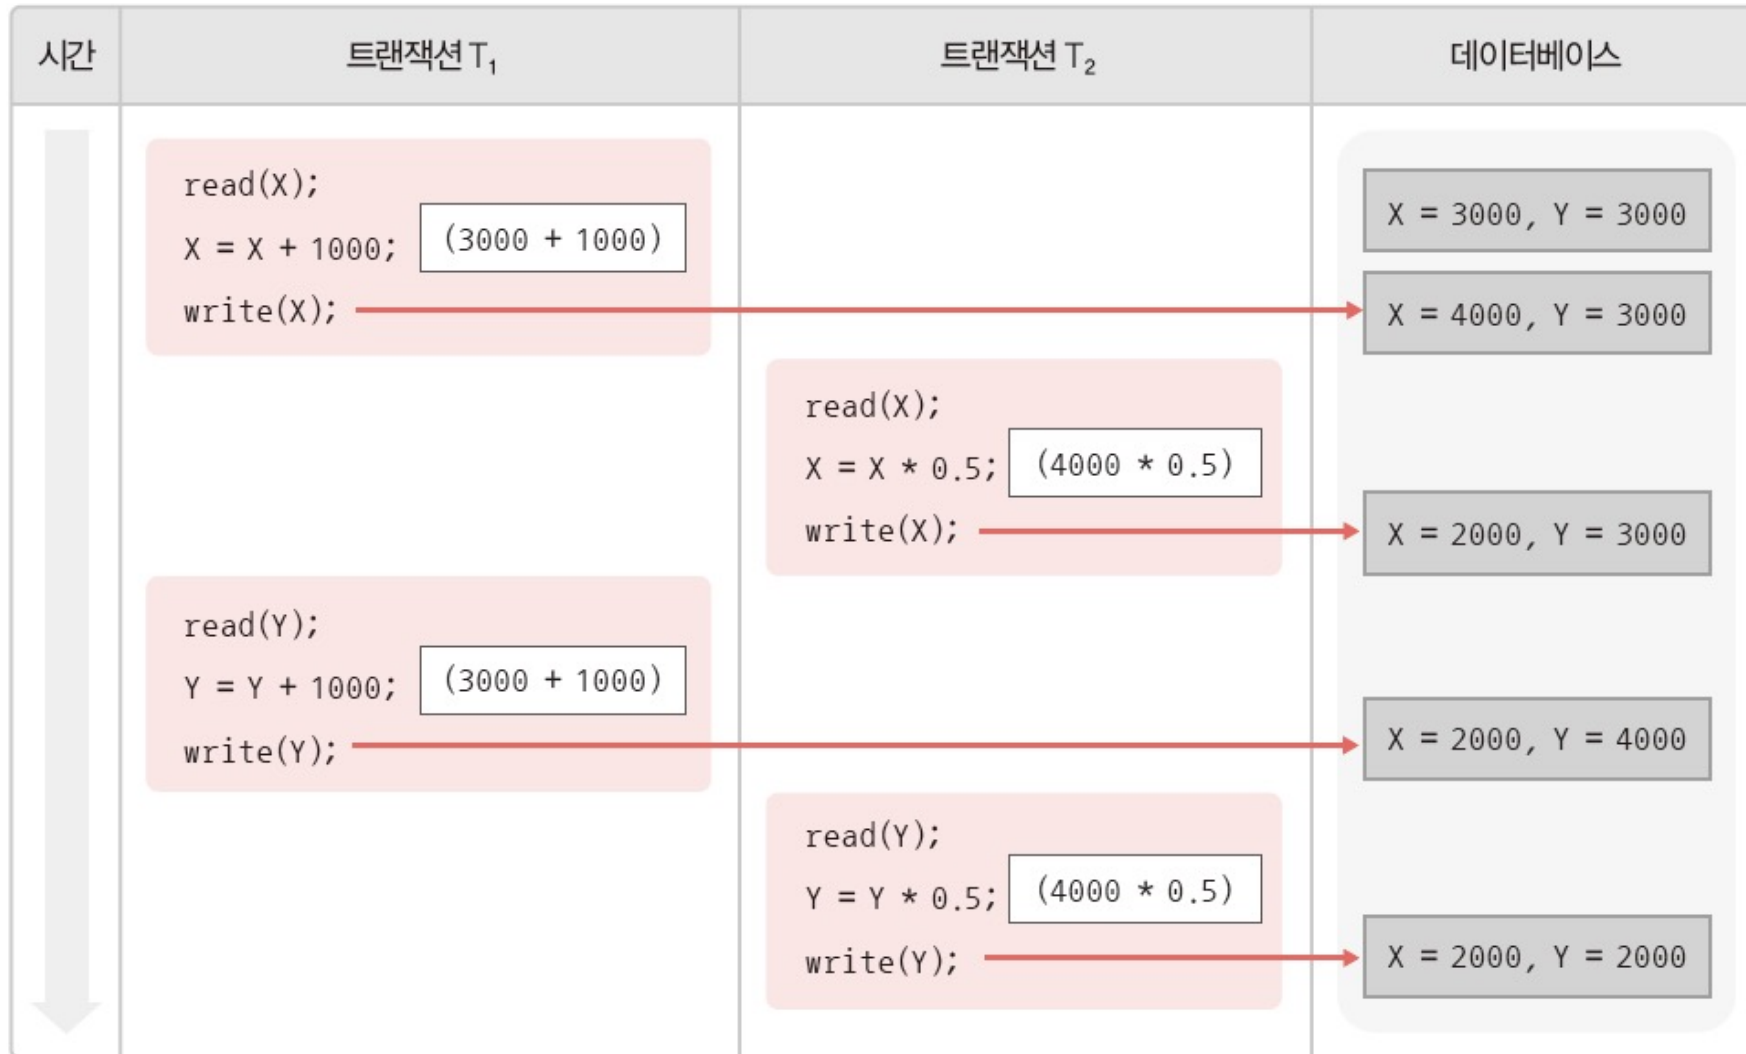 시간 트랜잭션 T₁ 트랜잭션 T₂ 데이터베이스
read(X);
X = X + 1000; (3000 + 1000)
write(X);
X = 3000, Y = 3000
X = 4000, Y = 3000
read(X);
X = X * 0.5; (4000 * 0.5)
write(X);
X = 2000, Y = 3000
read(Y);
Y = Y + 1000; (3000 + 1000)
write(Y);
X = 2000, Y = 4000
read(Y);
Y = Y * 0.5; (4000 * 0.5)
write(Y);
X = 2000, Y = 2000